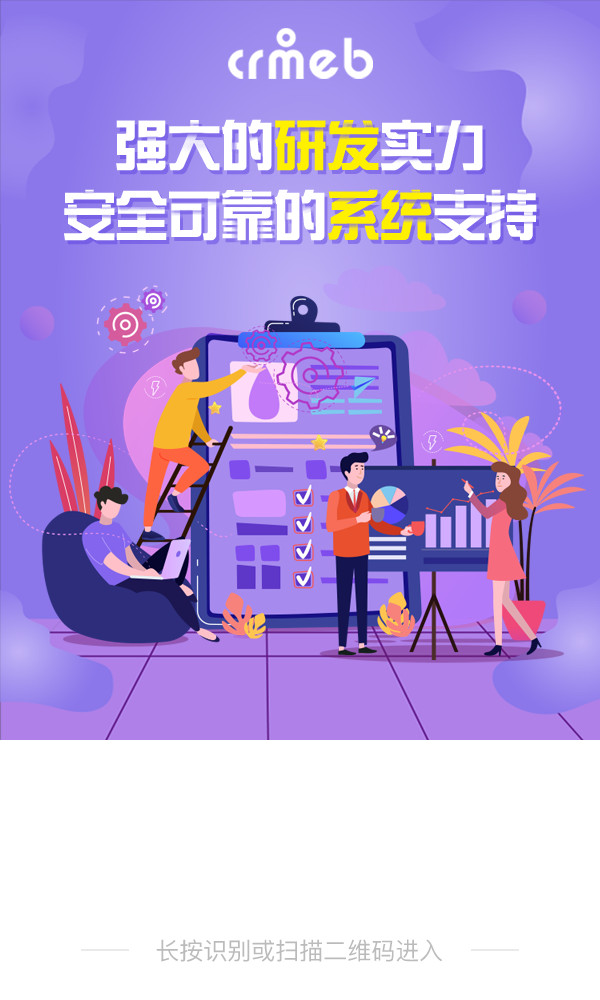 crmeb
强大的研发实力
安全可靠的系统支持
长按识别或扫描二维码进入